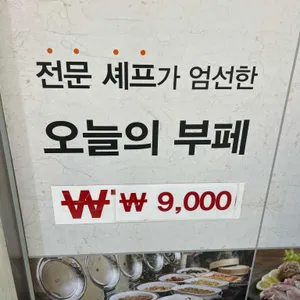 전문 셰프가 엄선한
오늘의 부페
₩ ₩ 9,000